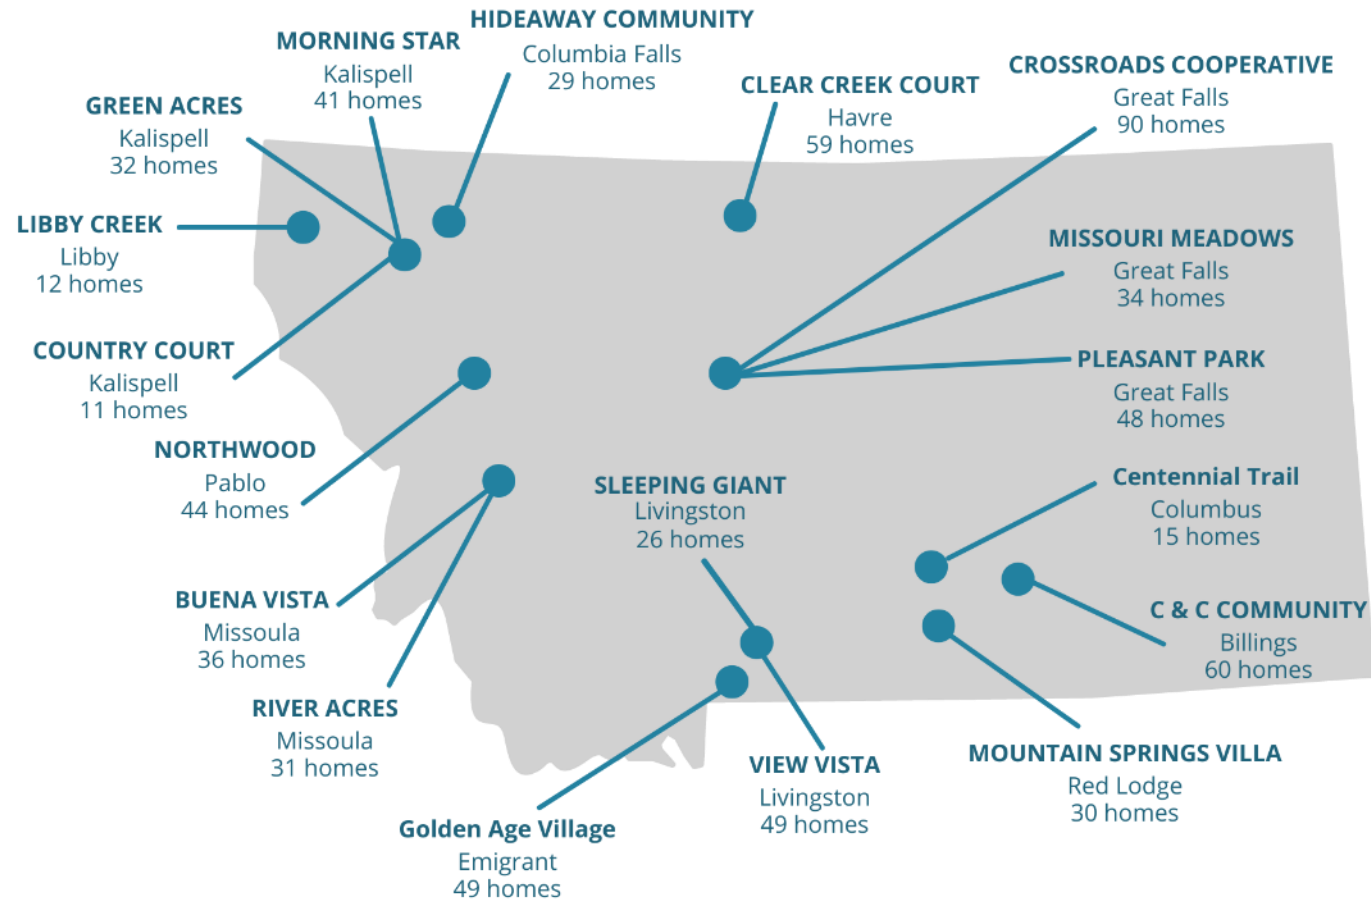 HIDEAWAY COMMUNITY
Columbia Falls
29 homes
MORNING STAR
Kalispell
41 homes
CROSSROADS COOPERATIVE
Great Falls
90 homes
CLEAR CREEK COURT
Havre
59 homes
GREEN ACRES
Kalispell
32 homes
LIBBY CREEK
Libby
12 homes
MISSOURI MEADOWS
Great Falls
34 homes
COUNTRY COURT
Kalispell
11 homes
PLEASANT PARK
Great Falls
48 homes
NORTHWOOD
Pablo
44 homes
SLEEPING GIANT
Livingston
26 homes
Centennial Trail
Columbus
15 homes
BUENA VISTA
Missoula
36 homes
C & C COMMUNITY
Billings
60 homes
RIVER ACRES
Missoula
31 homes
VIEW VISTA
Livingston
49 homes
MOUNTAIN SPRINGS VILLA
Red Lodge
30 homes
Golden Age Village
Emigrant
49 homes